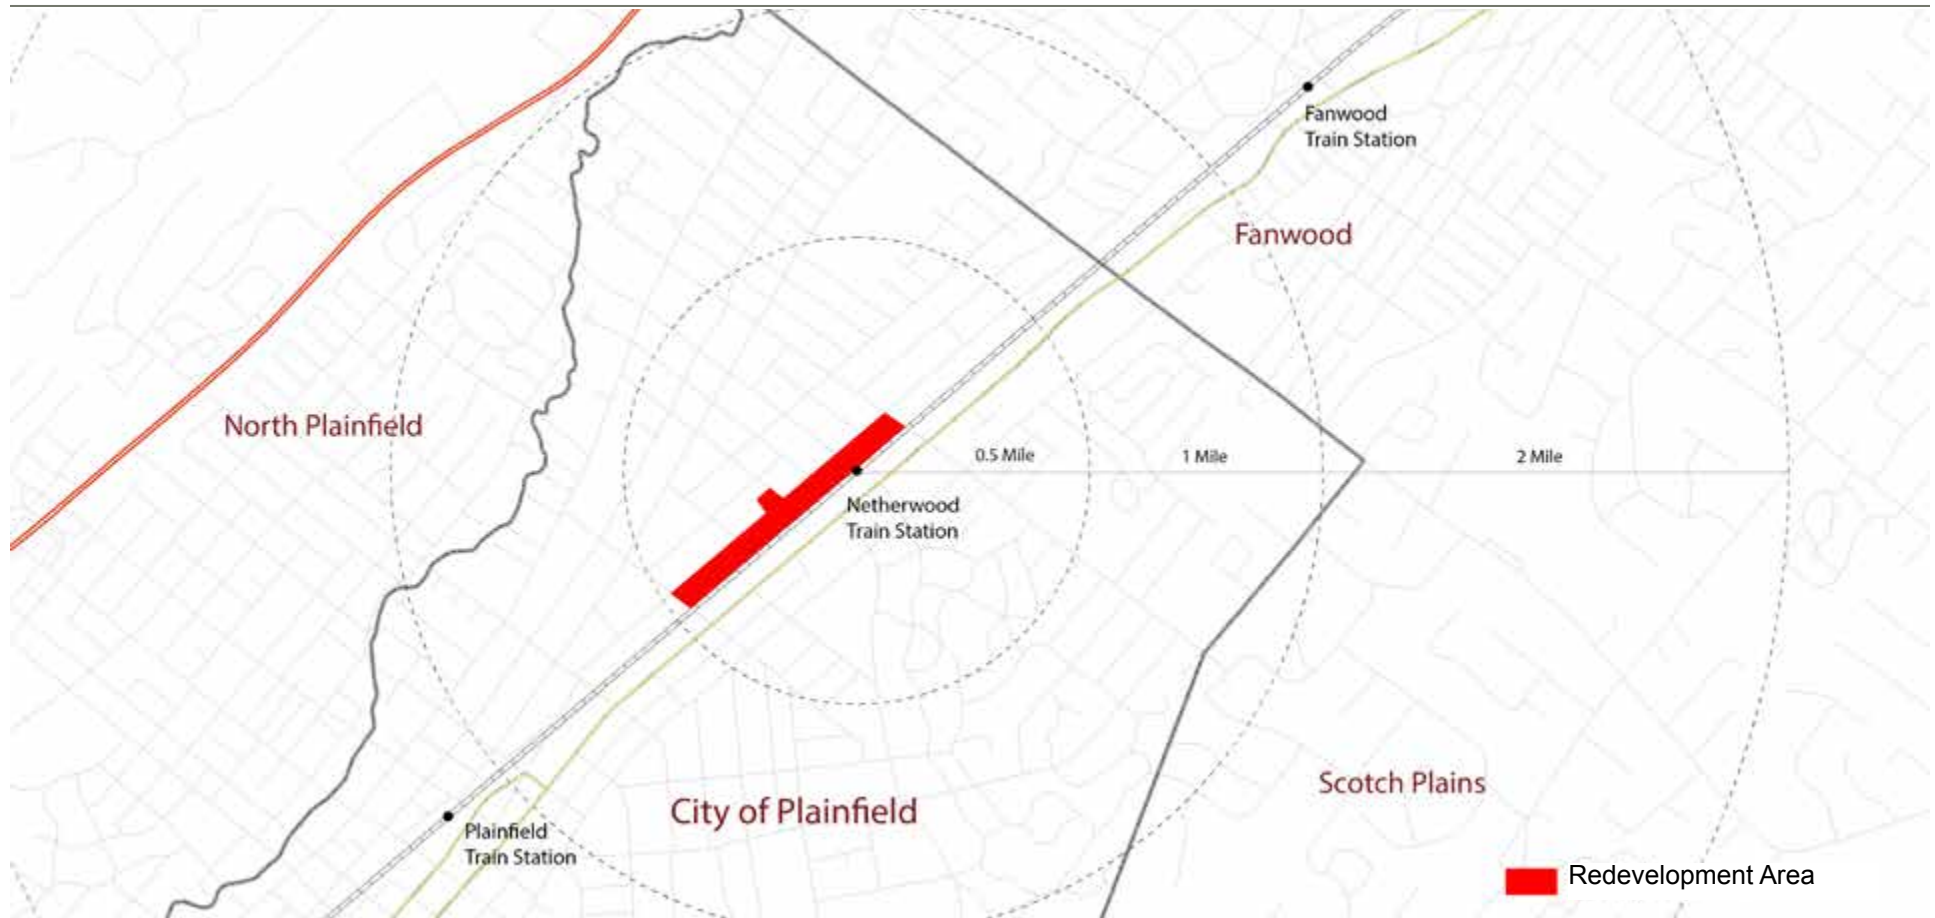 Fanwood
Train Station
Fanwood
North Plainfield
0.5 Mile
1 Mile
2 Mile
Netherwood
Train Station
Scotch Plains
City of Plainfield
Plainfield
Train Station
Redevelopment Area